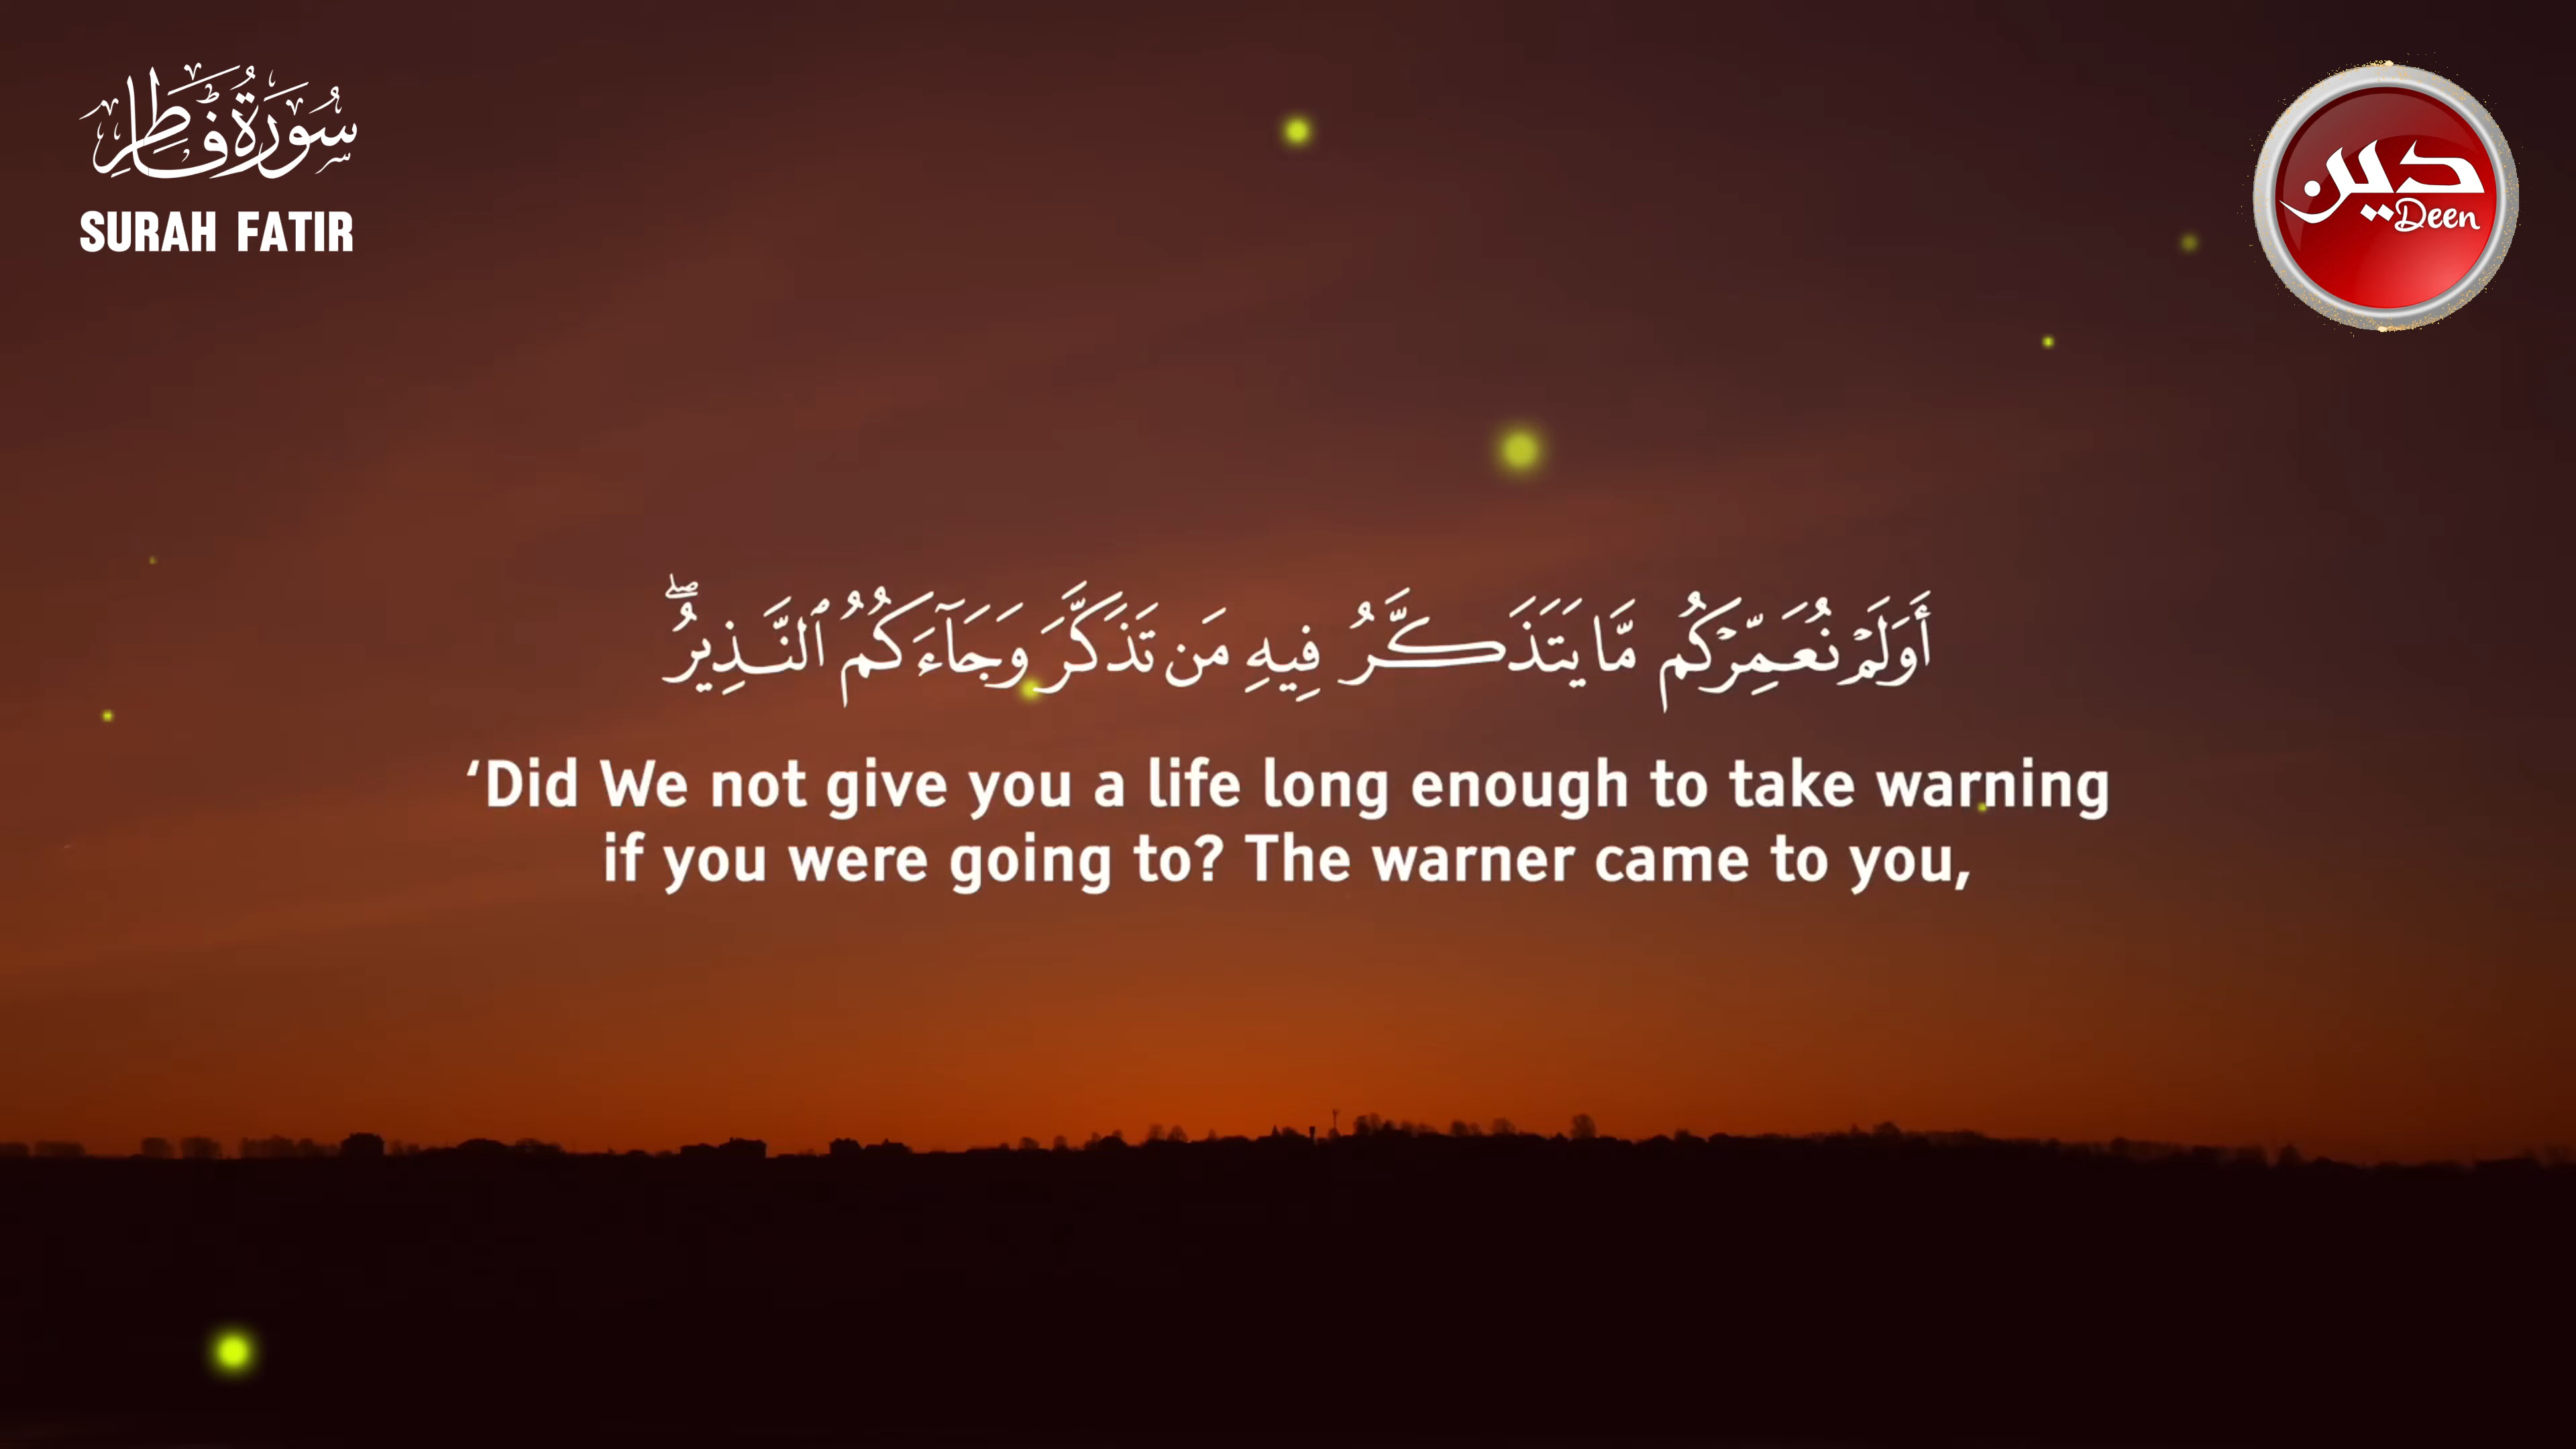 سُورَةُ فَاطِرٍ
SURAH FATIR
دين
Deen
أَوَلَمْ نُعَمِّرْكُم مَّا يَتَذَكَّرُ فِيهِ مَن تَذَكَّرَ وَجَآءَكُمُ ٱلنَّذِيرُ ۖ
‘Did We not give you a life long enough to take warning
if you were going to? The warner came to you,